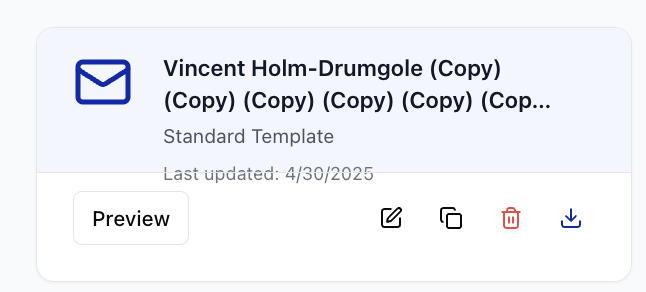 Vincent Holm-Drumgole (Copy)
(Copy) (Copy) (Copy) (Copy) (Cop...
Standard Template
Last updated: 4/30/2025
Preview